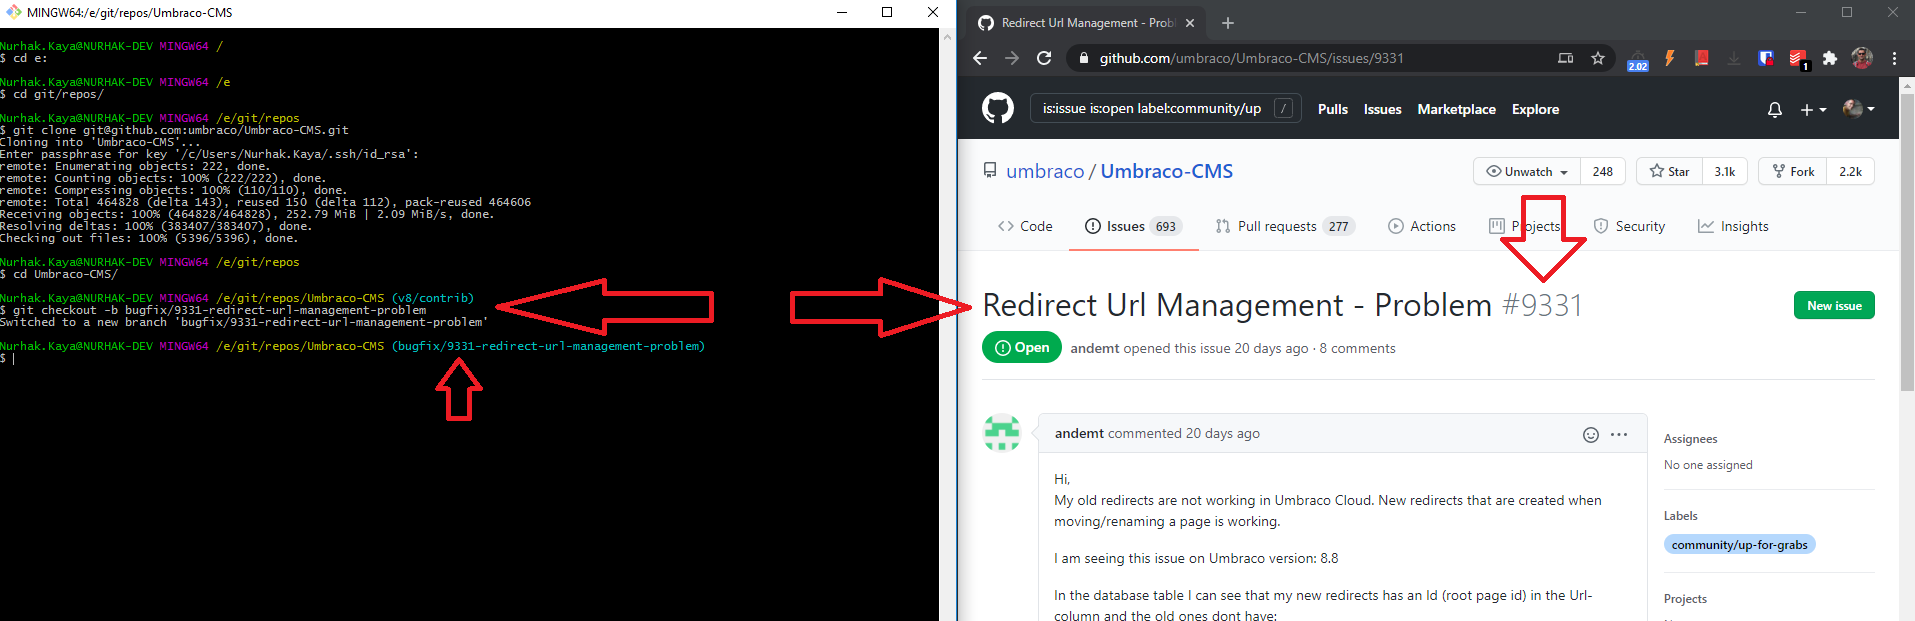 MINGW64:/e/git/repos/Umbraco-CMS
Nurhak.Kaya@NURHAK-DEV MINGW64 /
$ cd e:
Nurhak.Kaya@NURHAK-DEV MINGW64 /e
$ cd git/repos/
Nurhak.Kaya@NURHAK-DEV MINGW64 /e/git/repos
$ git clone git@github.com:umbraco/Umbraco-CMS.git
Cloning into 'Umbraco-CMS'...
Enter passphrase for key '/c/Users/Nurhak.Kaya/.ssh/id_rsa':
remote: Enumerating objects: 222, done.
remote: Counting objects: 100% (222/222), done.
remote: Compressing objects: 100% (110/110), done.
remote: Total 464828 (delta 143), reused 150 (delta 112), pack-reused 464606
Receiving objects: 100% (464828/464828), 252.79 MiB | 2.09 MiB/s, done.
Resolving deltas: 100% (383407/383407), done.
Checking out files: 100% (5396/5396), done.
Nurhak.Kaya@NURHAK-DEV MINGW64 /e/git/repos
$ cd Umbraco-CMS/
Nurhak.Kaya@NURHAK-DEV MINGW64 /e/git/repos/Umbraco-CMS (v8/contrib)
$ git checkout -b bugfix/9331-redirect-url-management-problem
Switched to a new branch 'bugfix/9331-redirect-url-management-problem'
Nurhak.Kaya@NURHAK-DEV MINGW64 /e/git/repos/Umbraco-CMS (bugfix/9331-redirect-url-management-problem)
$
Redirect Url Management - Prob
github.com/umbraco/Umbraco-CMS/issues/9331
2.02
1
is:issue is:open label:community/up /
Pulls Issues Marketplace Explore
umbraco / Umbraco-CMS
Unwatch 248 Star 3.1k Fork 2.2k
Code Issues 693 Pull requests 277 Actions Projects Security Insights
Redirect Url Management - Problem #9331
New issue
Open andemt opened this issue 20 days ago · 8 comments
andemt commented 20 days ago
Hi,
My old redirects are not working in Umbraco Cloud. New redirects that are created when
moving/renaming a page is working.
I am seeing this issue on Umbraco version: 8.8
In the database table I can see that my new redirects has an Id (root page id) in the Url-
column and the old ones dont have:
Assignees
No one assigned
Labels
community/up-for-grabs
Projects